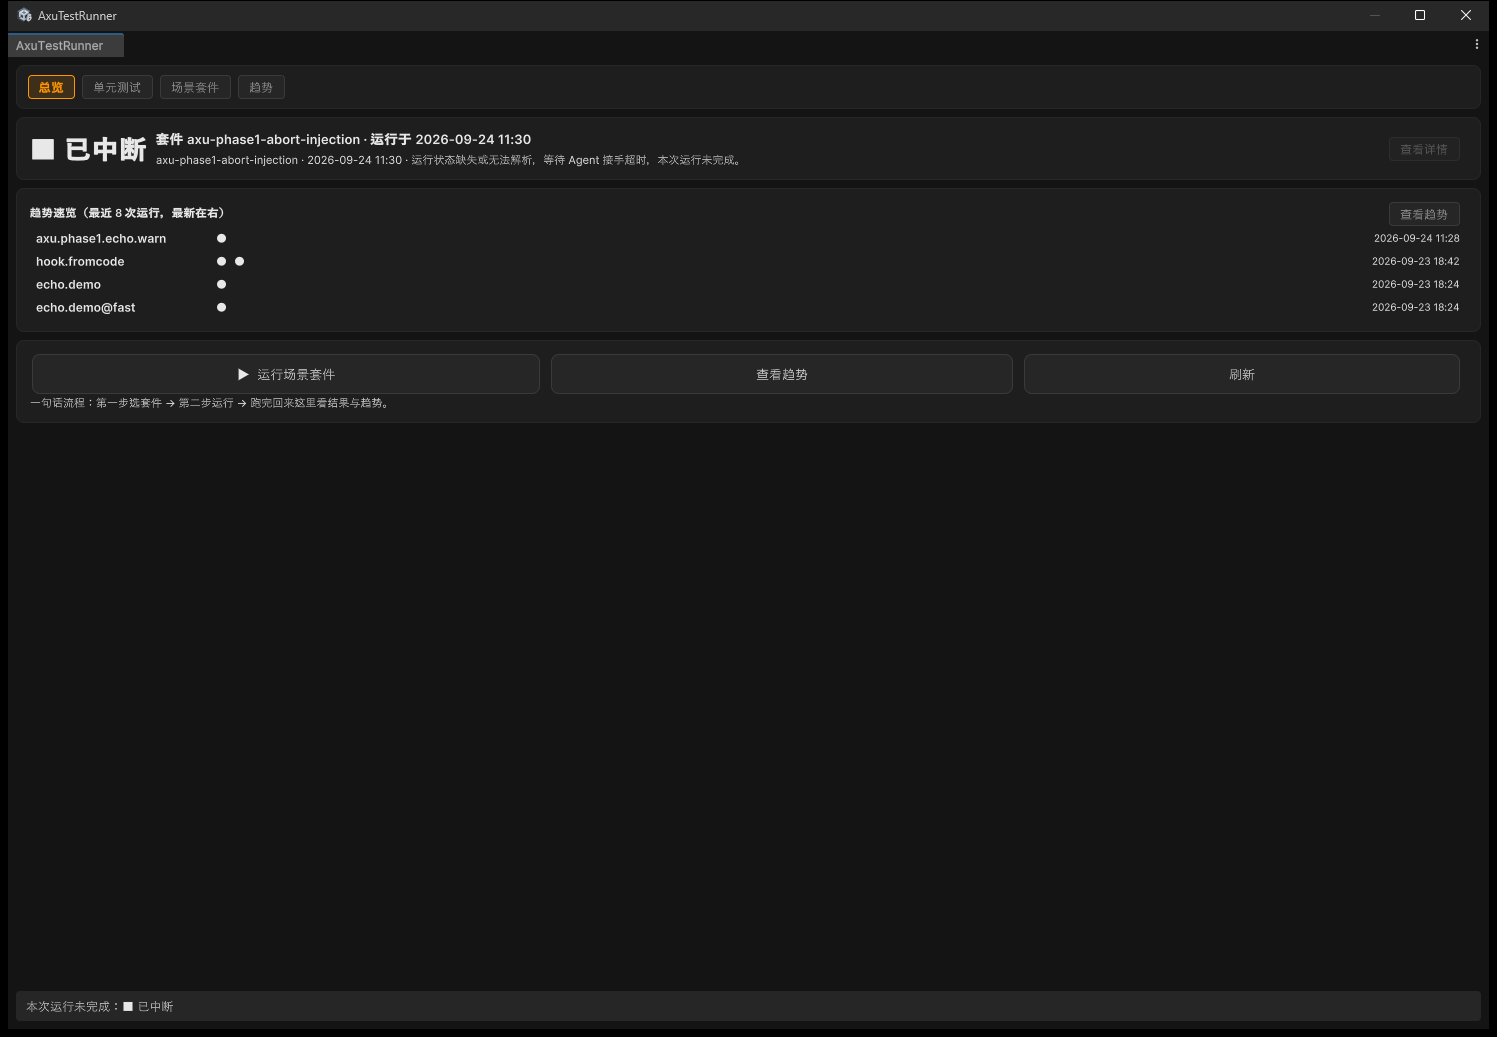 AxuTestRunner
AxuTestRunner
总览 单元测试 场景套件 趋势
■ 已中断
套件 axu-phase1-abort-injection · 运行于 2026-09-24 11:30
axu-phase1-abort-injection · 2026-09-24 11:30 · 运行状态缺失或无法解析，等待 Agent 接手超时，本次运行未完成。
查看详情
趋势速览（最近 8 次运行，最新在右）
查看趋势
axu.phase1.echo.warn ● 2026-09-24 11:28
hook.fromcode ● ● 2026-09-23 18:42
echo.demo ● 2026-09-23 18:24
echo.demo@fast ● 2026-09-23 18:24
▶ 运行场景套件 查看趋势 刷新
一句话流程：第一步选套件 → 第二步运行 → 跑完回来这里看结果与趋势。
本次运行未完成：■ 已中断